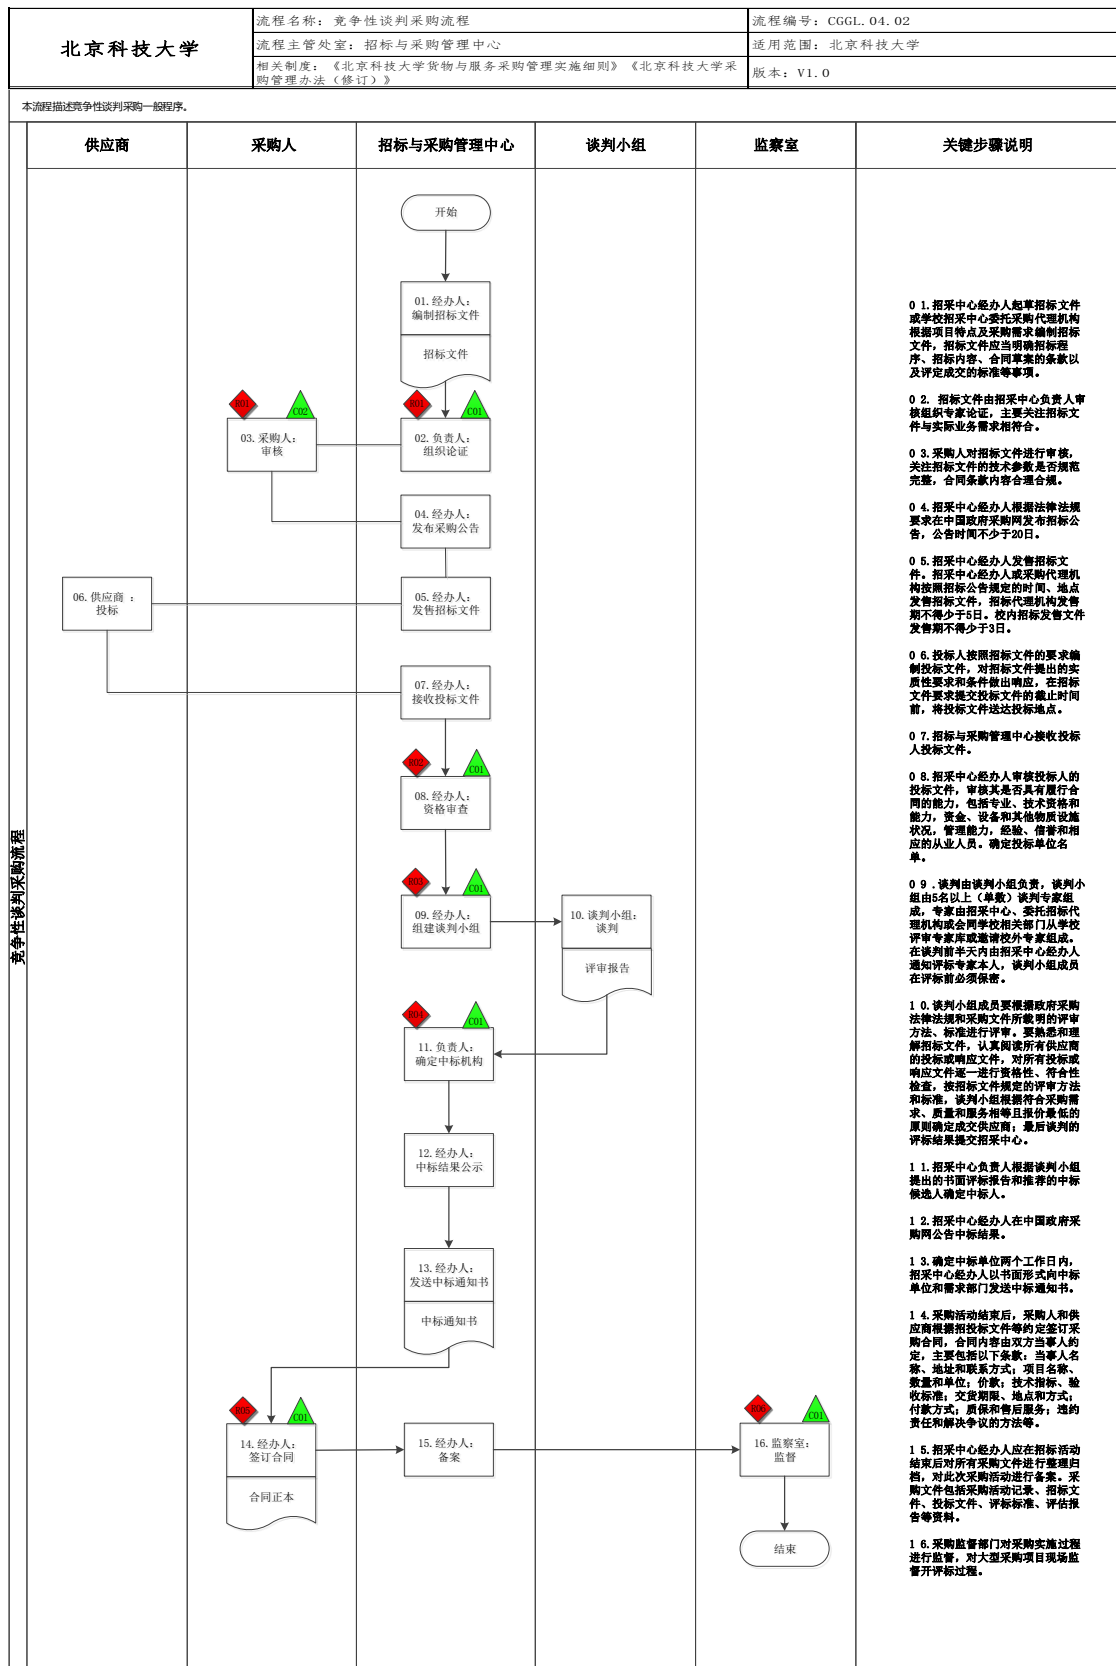 北京科技大学
流程名称：竞争性谈判采购流程
流程编号：CGGL.04.02
流程主管处室：招标与采购管理中心
适用范围：北京科技大学
相关制度：《北京科技大学货物与服务采购管理实施细则》《北京科技大学采
购管理办法（修订）》
版本：V1.0
本流程描述竞争性谈判采购一般程序。
供应商
采购人
招标与采购管理中心
谈判小组
监察室
关键步骤说明
竞争性谈判采购流程
开始
01.经办人：
编制招标文件
招标文件
R01
C02
R01
C01
03.采购人：
审核
02.负责人：
组织论证
04.经办人：
发布采购公告
06.供应商 ：
投标
05.经办人：
发售招标文件
07.经办人：
接收投标文件
R02
C01
08.经办人：
资格审查
R03
C01
09.经办人：
组建谈判小组
10.谈判小组：
谈判
评审报告
R04
C01
11.负责人：
确定中标机构
12.经办人：
中标结果公示
13.经办人：
发送中标通知书
中标通知书
R05
C01
14.经办人：
签订合同
合同正本
15.经办人：
备案
R06
C01
16.监察室：
监督
结束
0 1.招采中心经办人起草招标文件
或学校招采中心委托采购代理机构
根据项目特点及采购需求编制招标
文件，招标文件应当明确招标程
序、招标内容、合同草案的条款以
及评定成交的标准等事项。
0 2. 招标文件由招采中心负责人审
核组织专家论证，主要关注招标文
件与实际业务需求相符合。
0 3.采购人对招标文件进行审核，
关注招标文件的技术参数是否规范
完整，合同条款内容合理合规。
0 4.招采中心经办人根据法律法规
要求在中国政府采购网发布招标公
告，公告时间不少于20日。
0 5.招采中心经办人发售招标文
件。招采中心经办人或采购代理机
构按照招标公告规定的时间、地点
发售招标文件，招标代理机构发售
期不得少于5日。校内招标发售文件
发售期不得少于3日。
0 6.投标人按照招标文件的要求编
制投标文件，对招标文件提出的实
质性要求和条件做出响应，在招标
文件要求提交投标文件的截止时间
前，将投标文件送达投标地点。
0 7.招标与采购管理中心接收投标
人投标文件。
0 8.招采中心经办人审核投标人的
投标文件，审核其是否具有履行合
同的能力，包括专业、技术资格和
能力，资金、设备和其他物质设施
状况，管理能力，经验、信誉和相
应的从业人员。确定投标单位名
单。
0 9 .谈判由谈判小组负责，谈判小
组由5名以上（单数）谈判专家组
成，专家由招采中心、委托招标代
理机构或会同学校相关部门从学校
评审专家库或邀请校外专家组成。
在谈判前半天内由招采中心经办人
通知评标专家本人，谈判小组成员
在评标前必须保密。
1 0.谈判小组成员要根据政府采购
法律法规和采购文件所载明的评审
方法、标准进行评审。要熟悉和理
解招标文件，认真阅读所有供应商
的投标或响应文件，对所有投标或
响应文件逐一进行资格性、符合性
检查，按招标文件规定的评审方法
和标准，谈判小组根据符合采购需
求、质量和服务相等且报价最低的
原则确定成交供应商；最后谈判的
评标结果提交招采中心。
1 1.招采中心负责人根据谈判小组
提出的书面评标报告和推荐的中标
候选人确定中标人。
1 2.招采中心经办人在中国政府采
购网公告中标结果。
1 3.确定中标单位两个工作日内，
招采中心经办人以书面形式向中标
单位和需求部门发送中标通知书。
1 4.采购活动结束后，采购人和供
应商根据招投标文件等约定签订采
购合同，合同内容由双方当事人约
定，主要包括以下条款：当事人名
称、地址和联系方式；项目名称、
数量和单位；价款；技术指标、验
收标准；交货期限、地点和方式；
付款方式；质保和售后服务；违约
责任和解决争议的方法等。
1 5.招采中心经办人应在招标活动
结束后对所有采购文件进行整理归
档，对此次采购活动进行备案。采
购文件包括采购活动记录、招标文
件、投标文件、评标标准、评估报
告等资料。
1 6.采购监督部门对采购实施过程
进行监督，对大型采购项目现场监
督开评标过程。